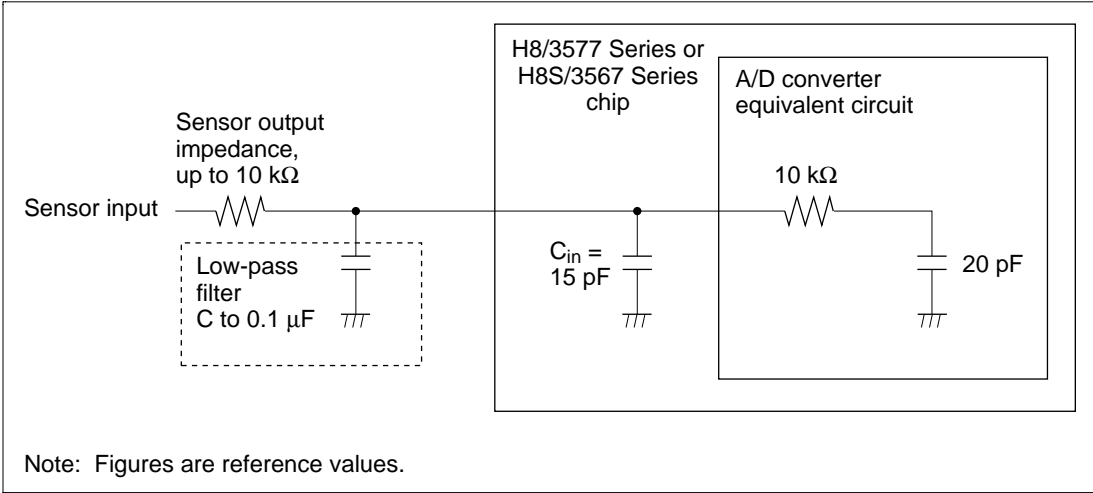 H8/3577 Series or
H8S/3567 Series
chip
A/D converter
equivalent circuit
Sensor output
impedance,
up to 10 kΩ
10 kΩ
Sensor input
Low-pass
filter
C to 0.1 μF
Cin =
15 pF
20 pF
Note: Figures are reference values.